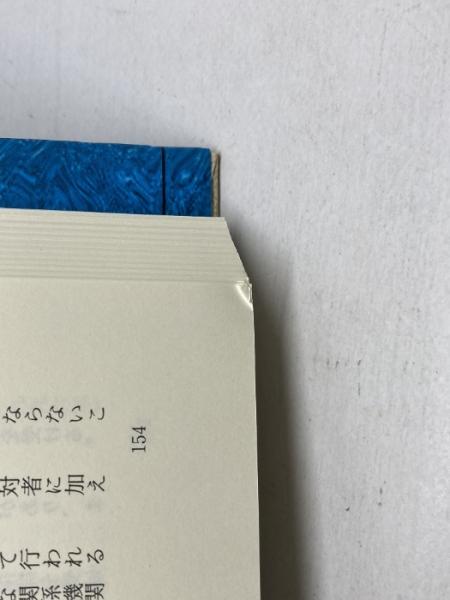 ならないこ
対者に加え
て行われる
な関係機関
154